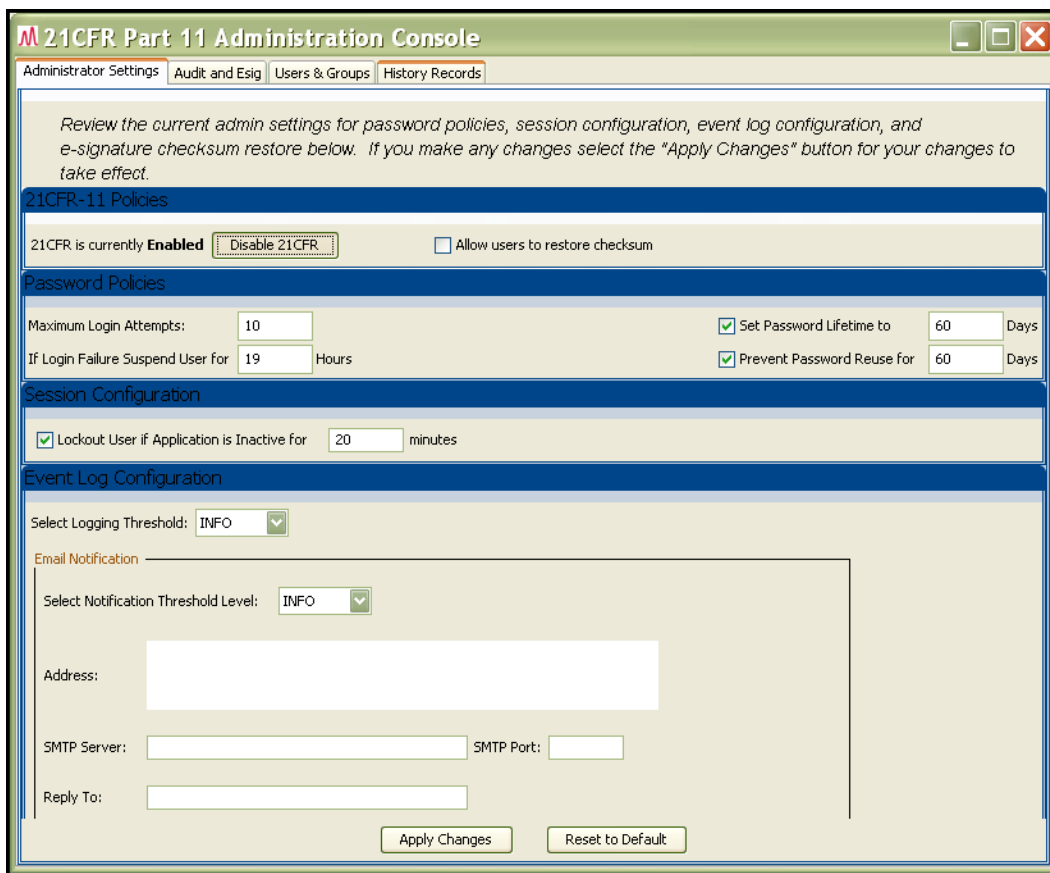 21CFR Part 11 Administration Console
Administrator Settings Audit and Esig Users & Groups History Records
Review the current admin settings for password policies, session configuration, event log configuration, and
e-signature checksum restore below. If you make any changes select the "Apply Changes" button for your changes to
take effect.
21CFR-11 Policies
21CFR is currently Enabled Disable 21CFR Allow users to restore checksum
Password Policies
Maximum Login Attempts: 10 Set Password Lifetime to 60 Days
If Login Failure Suspend User for 19 Hours Prevent Password Reuse for 60 Days
Session Configuration
Lockout User if Application is Inactive for 20 minutes
Event Log Configuration
Select Logging Threshold: INFO
Email Notification
Select Notification Threshold Level: INFO
Address:
SMTP Server: SMTP Port:
Reply To:
Apply Changes Reset to Default